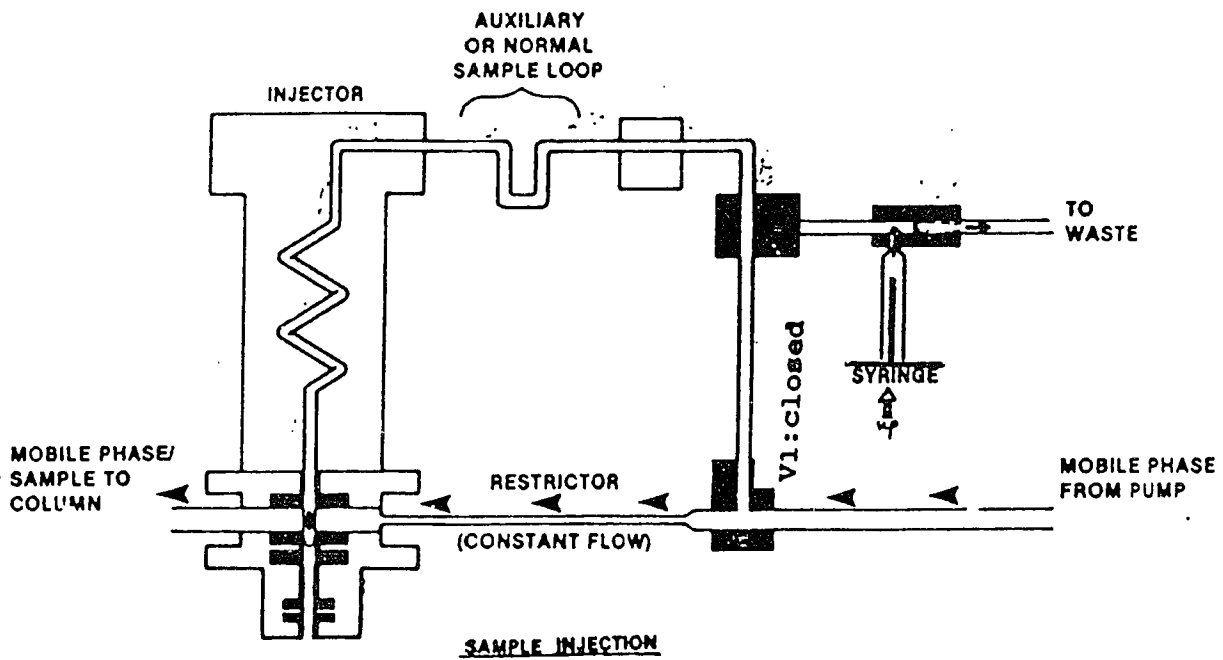 AUXILIARY
OR NORMAL
SAMPLE LOOP
INJECTOR
TO
WASTE
SYRINGE
V1:closed
MOBILE PHASE/
SAMPLE TO
COLUMN
RESTRICTOR
(CONSTANT FLOW)
MOBILE PHASE
FROM PUMP
SAMPLE INJECTION